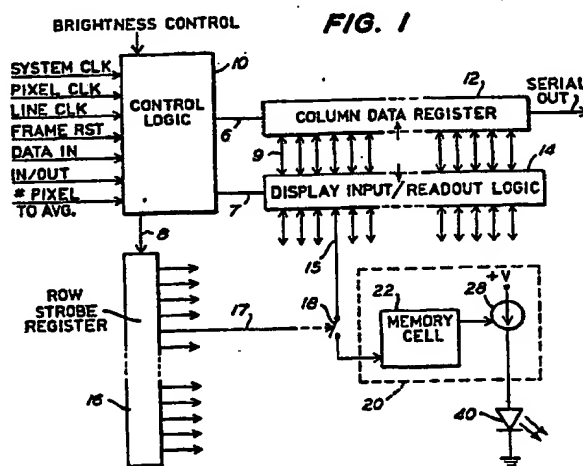 FIG. 1
BRIGHTNESS CONTROL
10
SYSTEM CLK
PIXEL CLK
LINE CLK
FRAME RST
DATA IN
IN/OUT
# PIXEL
TO AVG.
CONTROL
LOGIC
6
7
8
12
COLUMN DATA REGISTER
SERIAL
OUT
9
14
DISPLAY INPUT/READOUT LOGIC
15
ROW
STROBE
REGISTER
16
17
18
22
MEMORY
CELL
+V
28
20
40